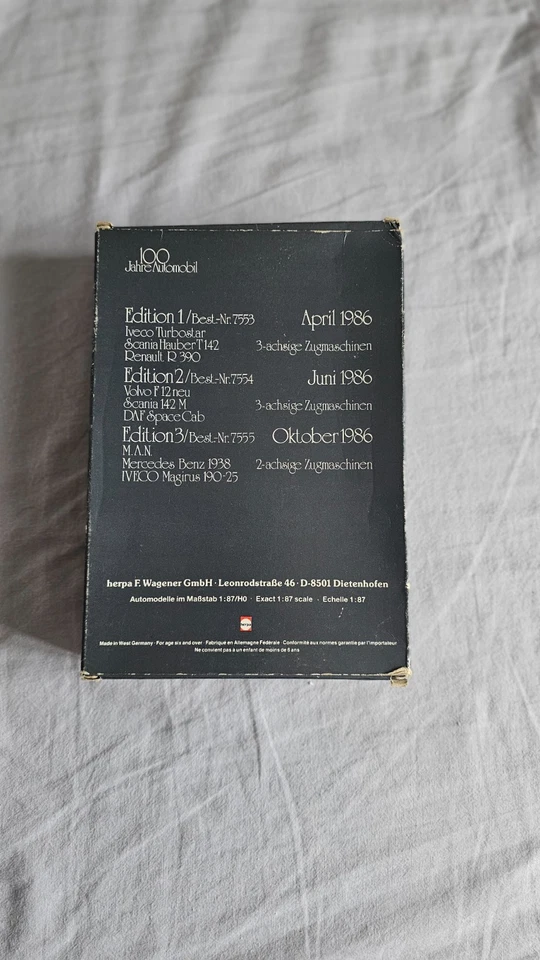 100
Jahre Automobil
Edition 1/Best.-Nr. 7553 April 1986
Iveco Turbostar
Scania Hauber T 142 3-achsige Zugmaschinen
Renault R 390
Edition 2/Best.-Nr. 7554 Juni 1986
Volvo F 12 neu
Scania 142 M 3-achsige Zugmaschinen
DAF Space Cab
Edition 3/Best.-Nr. 7555 Oktober 1986
M.A.N.
Mercedes Benz 1938 2-achsige Zugmaschinen
IVECO Magirus 190·25
herpa F. Wagener GmbH · Leonrodstraße 46 · D-8501 Dietenhofen
Automodelle im Maßstab 1:87/H0 · Exact 1:87 scale · Echelle 1:87
herpa
Made in West Germany · For age six and over · Fabriqué en Allemagne Fédérale · Conformité aux normes garantie par l'importateur
Ne convient pas à un enfant de moins de 6 ans